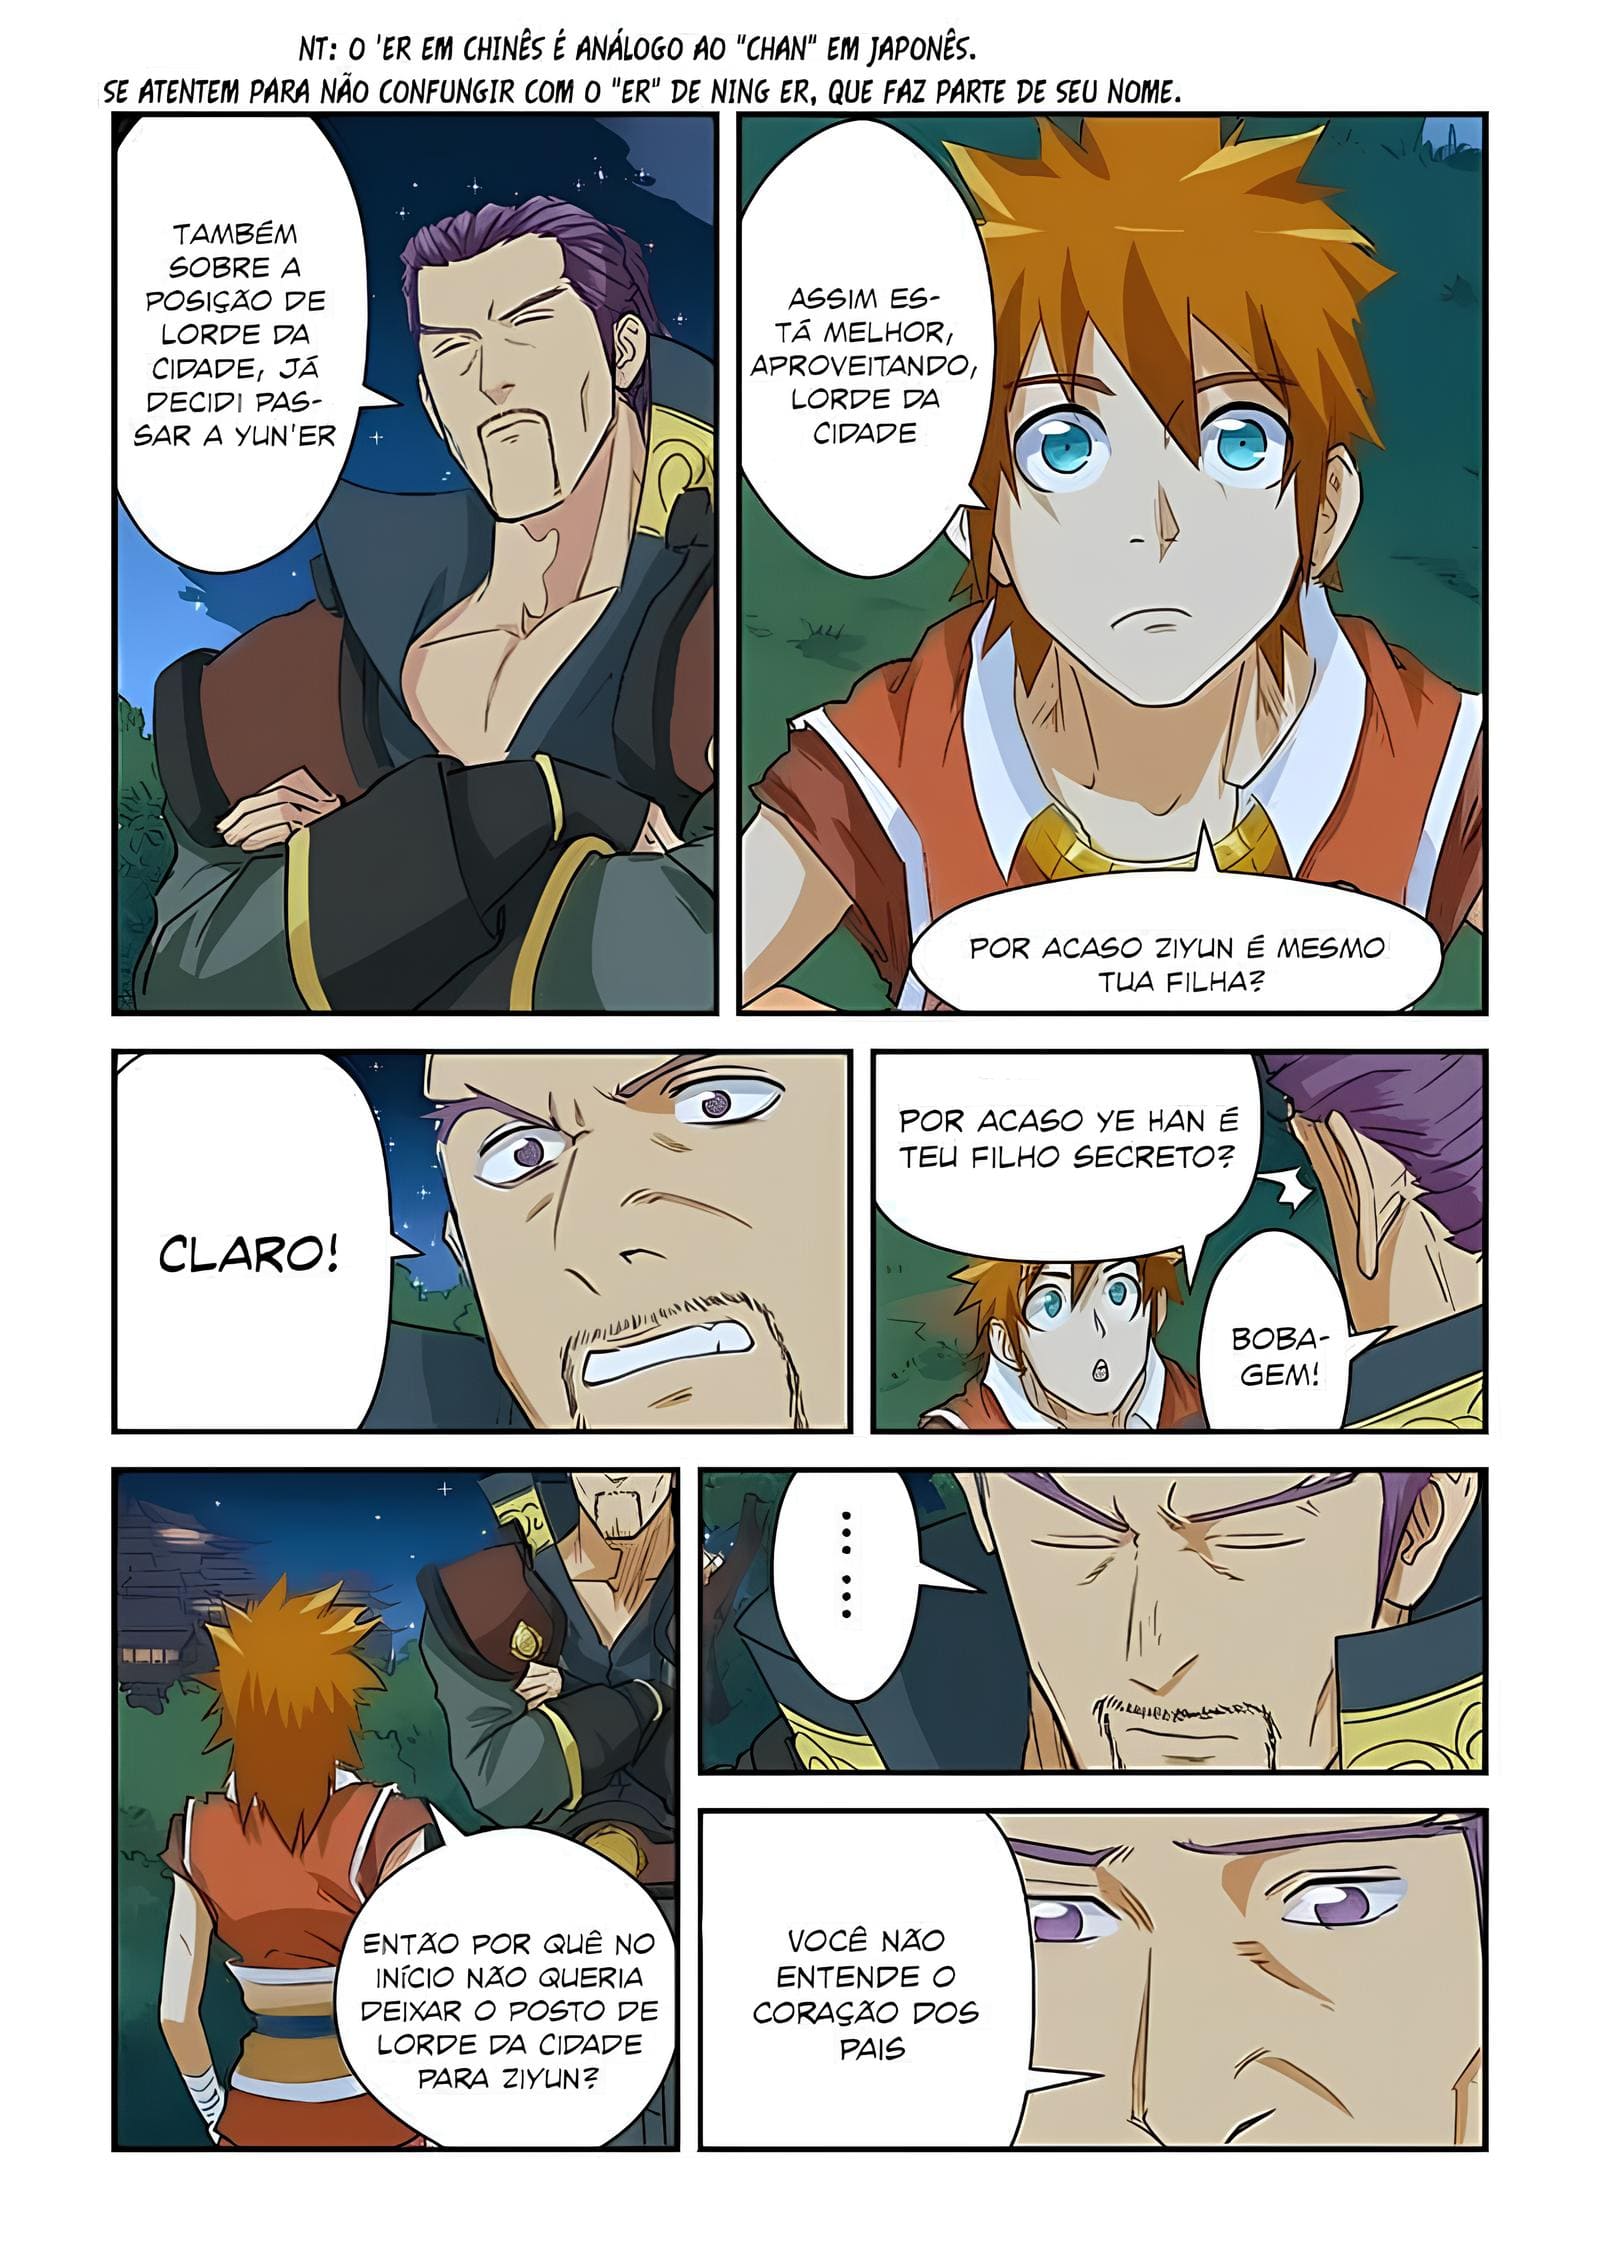 NT: O 'ER EM CHINÊS É ANÁLOGO AO "CHAN" EM JAPONÊS.
SE ATENTEM PARA NÃO CONFUNGIR COM O "ER" DE NING ER, QUE FAZ PARTE DE SEU NOME.
TAMBÉM
SOBRE A
POSIÇÃO DE
LORDE DA
CIDADE, JÁ
DECIDI PAS-
SAR A YUN'ER
ASSIM ES-
TÁ MELHOR,
APROVEITANDO,
LORDE DA
CIDADE
POR ACASO ZIYUN É MESMO
TUA FILHA?
CLARO!
POR ACASO YE HAN É
TEU FILHO SECRETO?
BOBA-
GEM!
ENTÃO POR QUÊ NO
INÍCIO NÃO QUERIA
DEIXAR O POSTO DE
LORDE DA CIDADE
PARA ZIYUN?
......
VOCÊ NÃO
ENTENDE O
CORAÇÃO DOS
PAIS